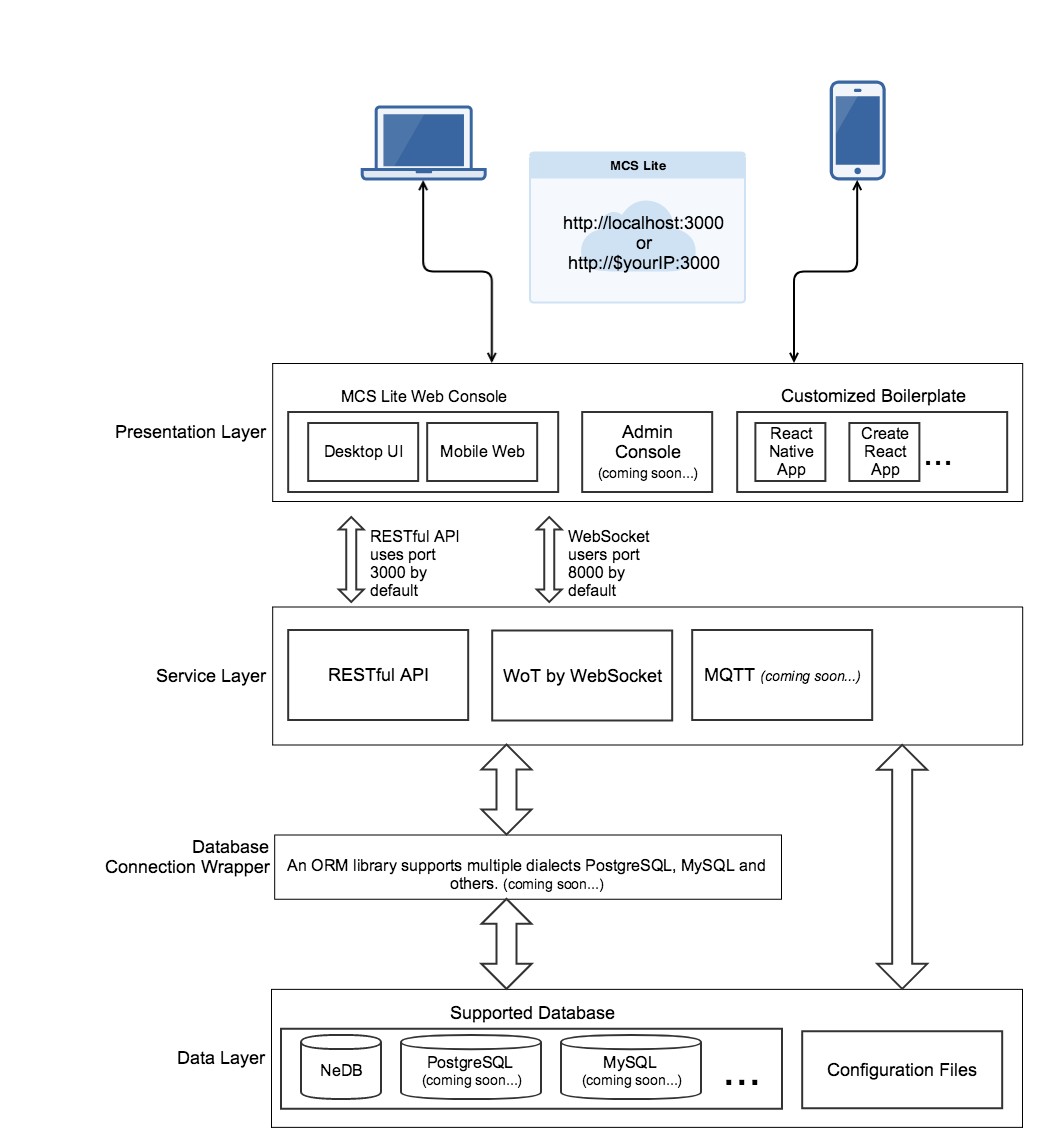 MCS Lite
http://localhost:3000
or
http://$yourIP:3000
Presentation Layer
MCS Lite Web Console
Desktop UI
Mobile Web
Admin
Console
(coming soon...)
Customized Boilerplate
React
Native
App
Create
React
App
...
RESTful API
uses port
3000 by
default
WebSocket
users port
8000 by
default
Service Layer
RESTful API
WoT by WebSocket
MQTT (coming soon...)
Database
Connection Wrapper
An ORM library supports multiple dialects PostgreSQL, MySQL and
others. (coming soon...)
Data Layer
Supported Database
NeDB
PostgreSQL
(coming soon...)
MySQL
(coming soon...)
...
Configuration Files